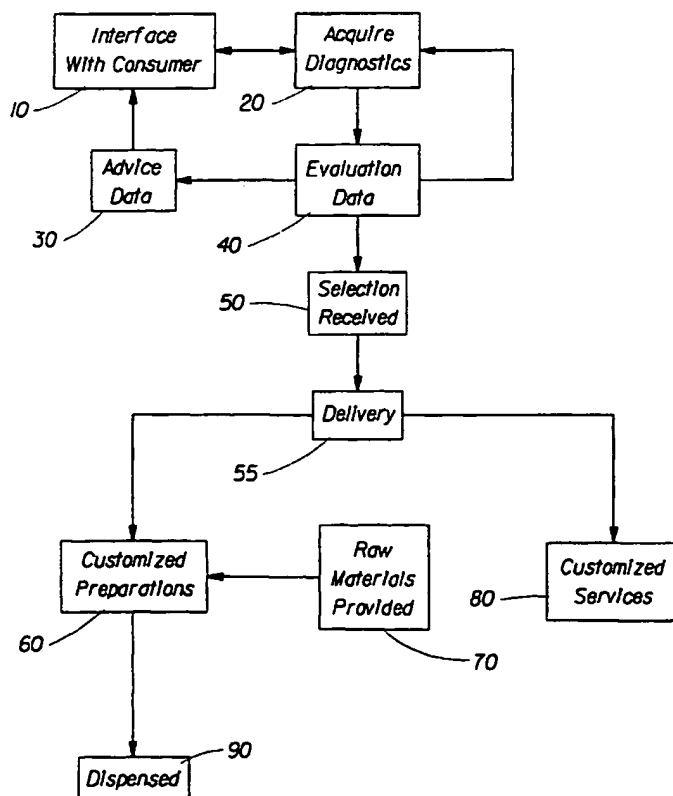 Interface
With Consumer
10
Acquire
Diagnostics
20
Advice
Data
30
Evaluation
Data
40
Selection
Received
50
Delivery
55
Customized
Preparations
60
Raw
Materials
Provided
70
Customized
Services
80
Dispensed
90